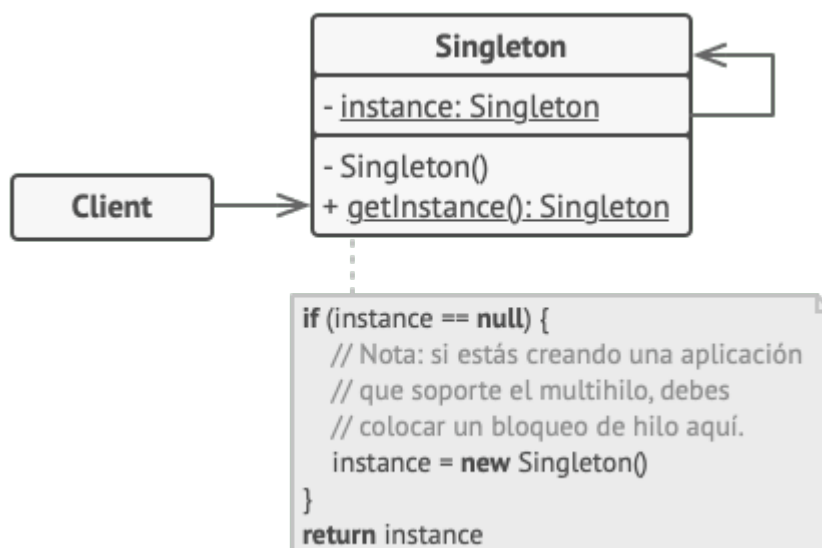 Singleton
- instance: Singleton
- Singleton()
+ getInstance(): Singleton
Client
if (instance == null) {
// Nota: si estás creando una aplicación
// que soporte el multihilo, debes
// colocar un bloqueo de hilo aquí.
instance = new Singleton()
}
return instance